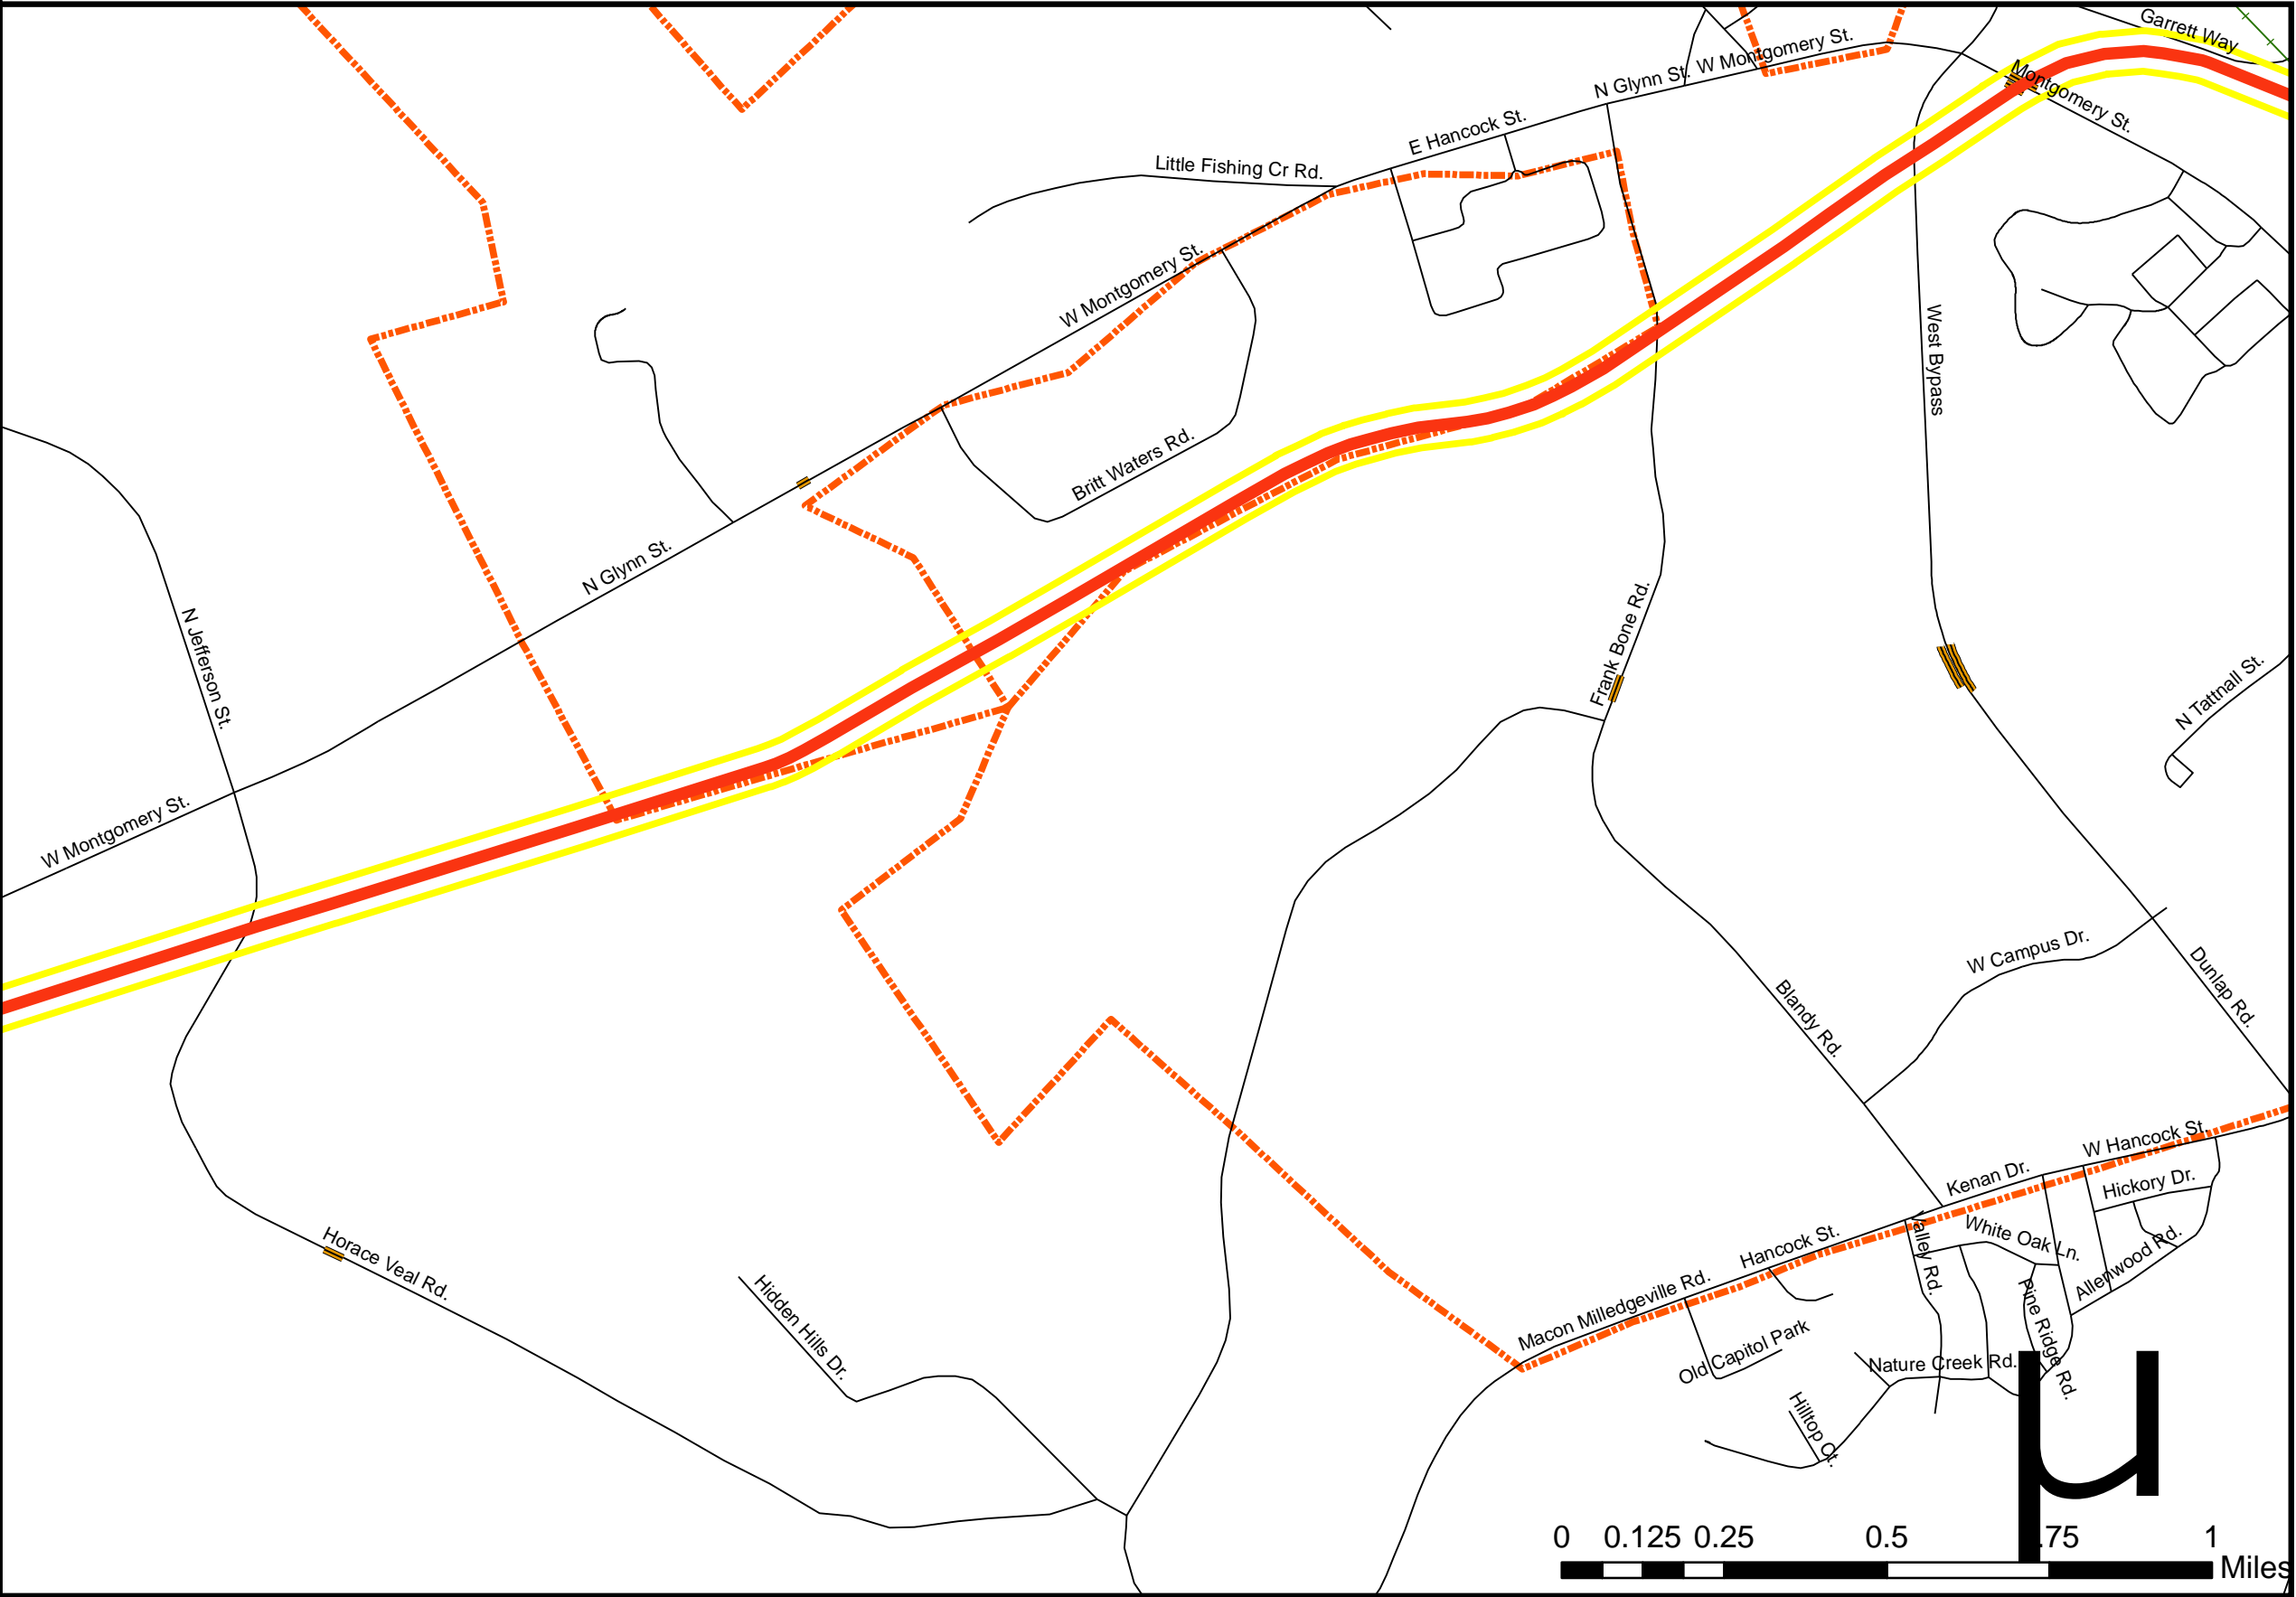 Garrett Way
W Montgomery St.
N Glynn St.
Montgomery St.
E Hancock St.
Little Fishing Cr Rd.
W Montgomery St.
West Bypass
Britt Waters Rd.
N Glynn St.
N Jefferson St.
Frank Bone Rd.
N Tattnall St.
W Montgomery St.
W Campus Dr.
Dunlap Rd.
Blandy Rd.
W Hancock St.
Kenan Dr.
Hickory Dr.
White Oak Ln.
Valley Rd.
Hancock St.
Allenwood Rd.
Horace Veal Rd.
Hidden Hills Dr.
Macon Milledgeville Rd.
Pine Ridge Rd.
Old Capitol Park
Nature Creek Rd.
Hilltop Ct.
µ
0 0.125 0.25 0.5 .75 1
Miles